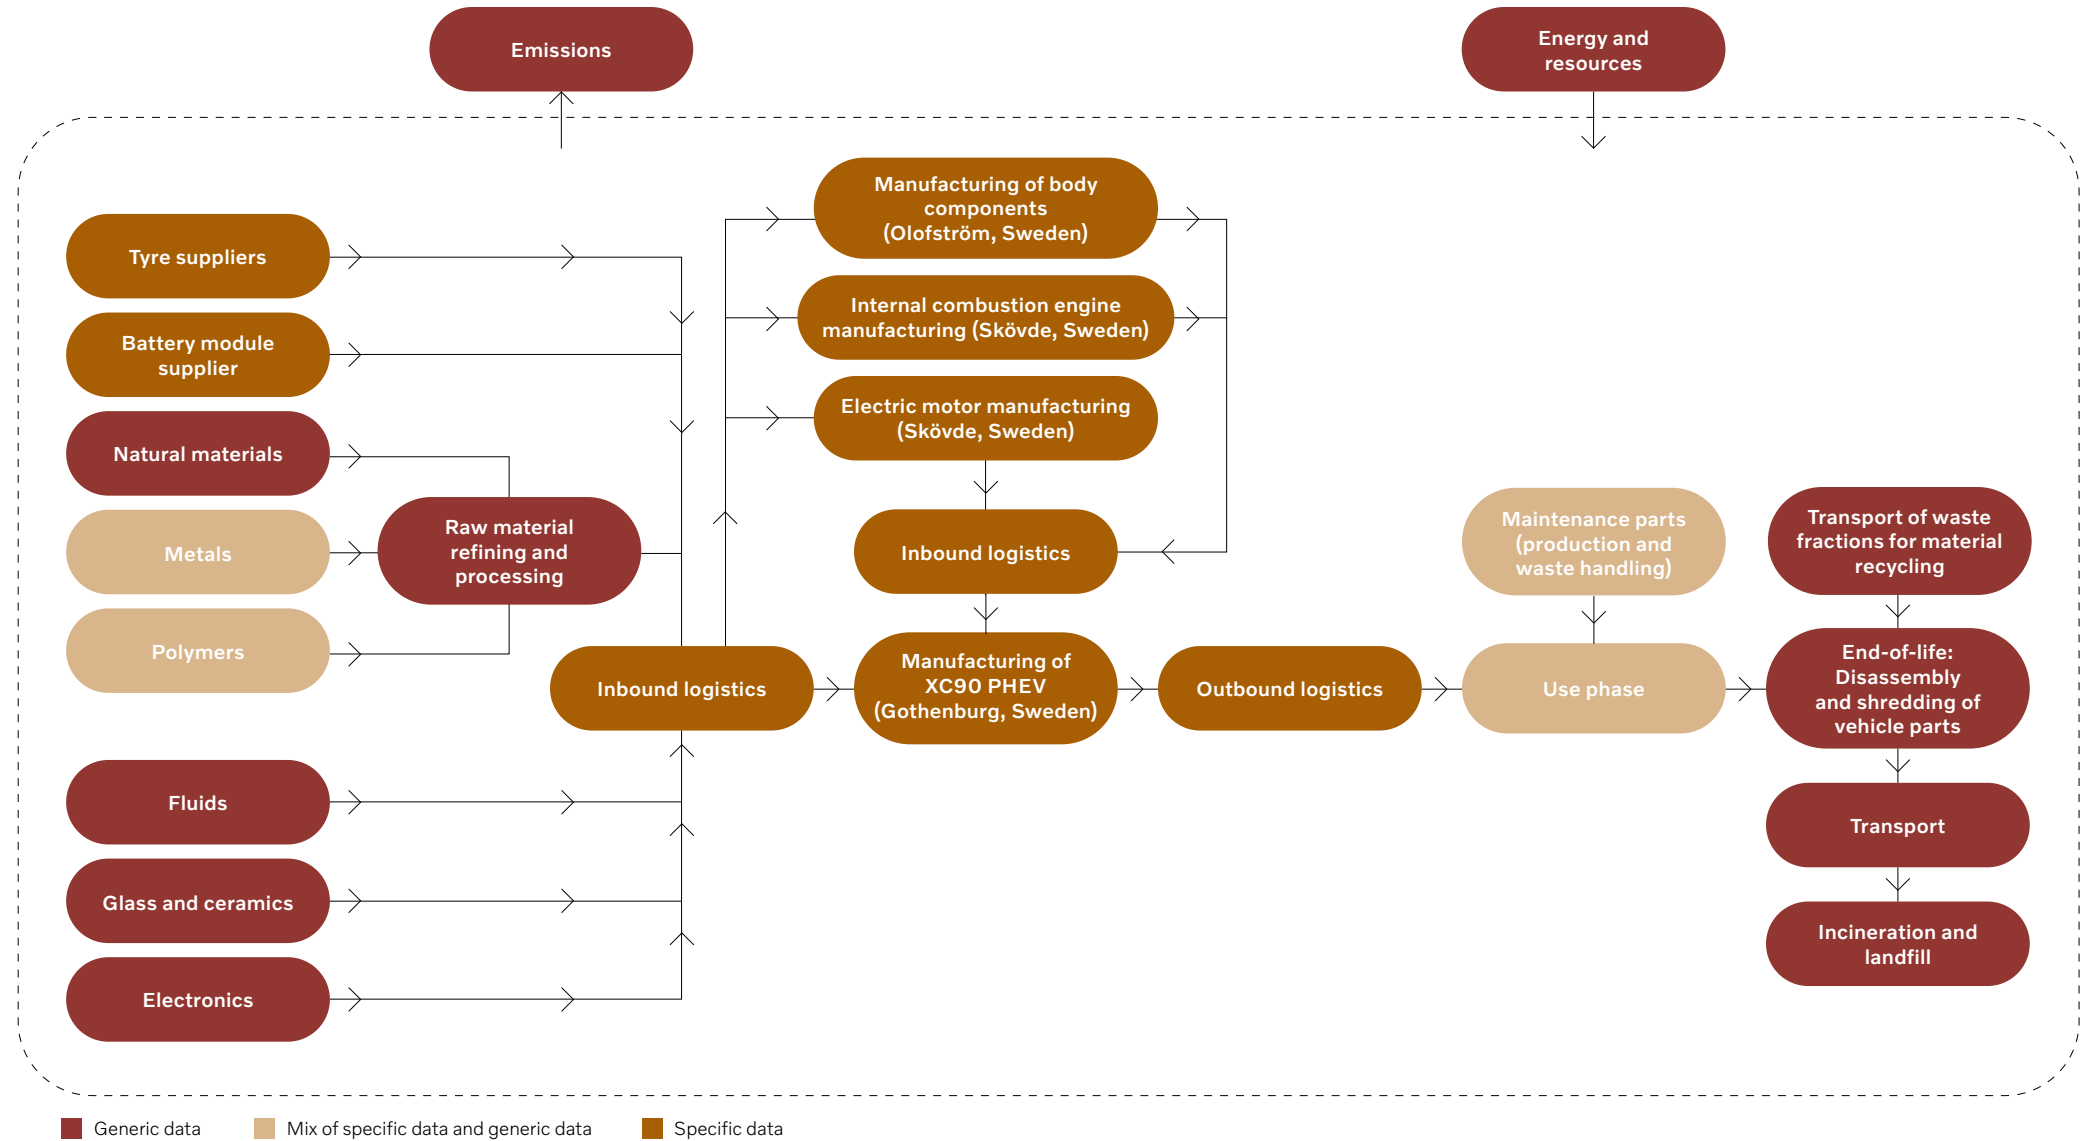 Emissions
Energy and
resources
Manufacturing of body
components
(Olofström, Sweden)
Tyre suppliers
Internal combustion engine
manufacturing (Skövde, Sweden)
Battery module
supplier
Electric motor manufacturing
(Skövde, Sweden)
Natural materials
Metals
Polymers
Raw material
refining and
processing
Inbound logistics
Maintenance parts
(production and
waste handling)
Transport of waste
fractions for material
recycling
Inbound logistics
Manufacturing of
XC90 PHEV
(Gothenburg, Sweden)
Outbound logistics
Use phase
End-of-life:
Disassembly
and shredding of
vehicle parts
Fluids
Transport
Glass and ceramics
Incineration and
landfill
Electronics
Generic data
Mix of specific data and generic data
Specific data